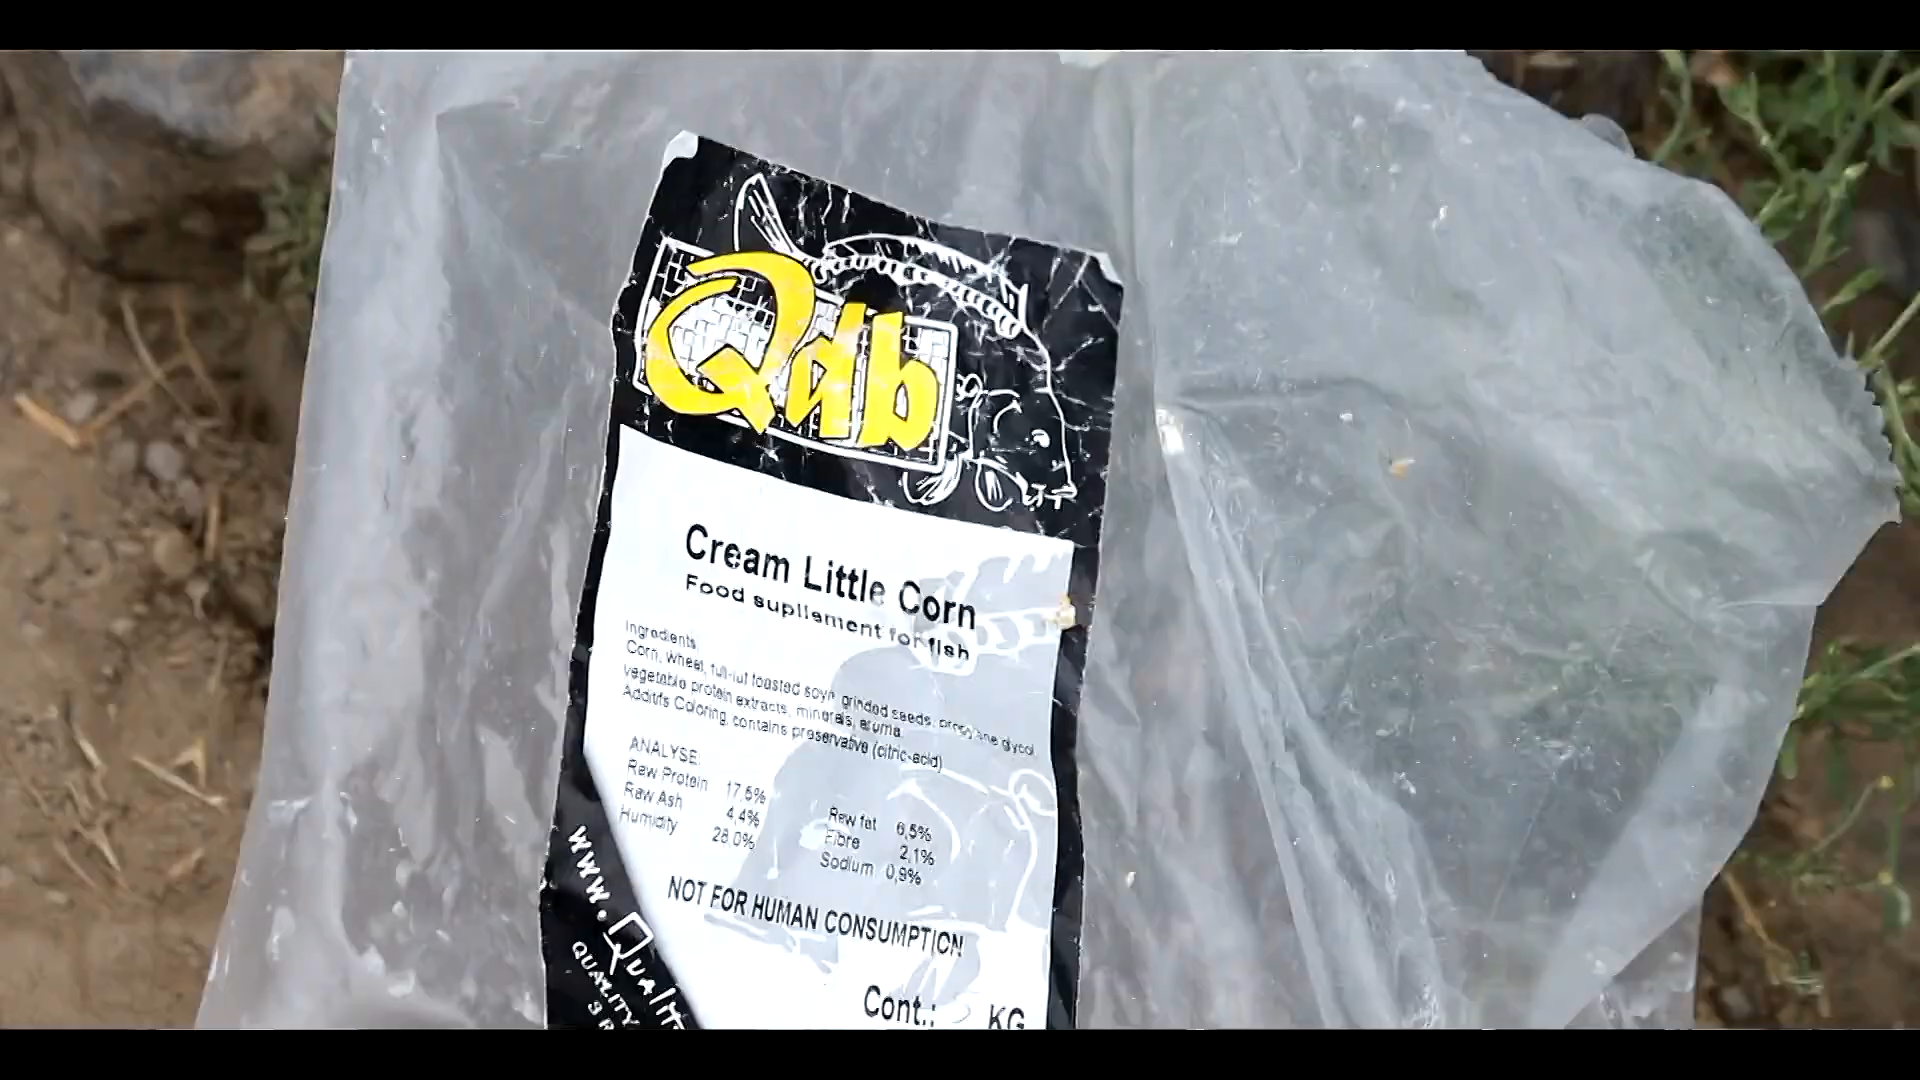 Qdb
Cream Little Corn
Food supllement for fish
Ingredients
Corn, wheat, full-fat toasted soya, grinded seeds, propylene glycol,
vegetable protein extracts, minerals, aroma.
Additifs Coloring, contains preservative (citric-acid)
ANALYSE:
Raw Protein 17,5% Raw fat 6,5%
Raw Ash 4,4% Fibre 2,1%
Humidity 28,0% Sodium 0,9%
NOT FOR HUMAN CONSUMPTION
Cont.: KG
WWW.
QUALITY